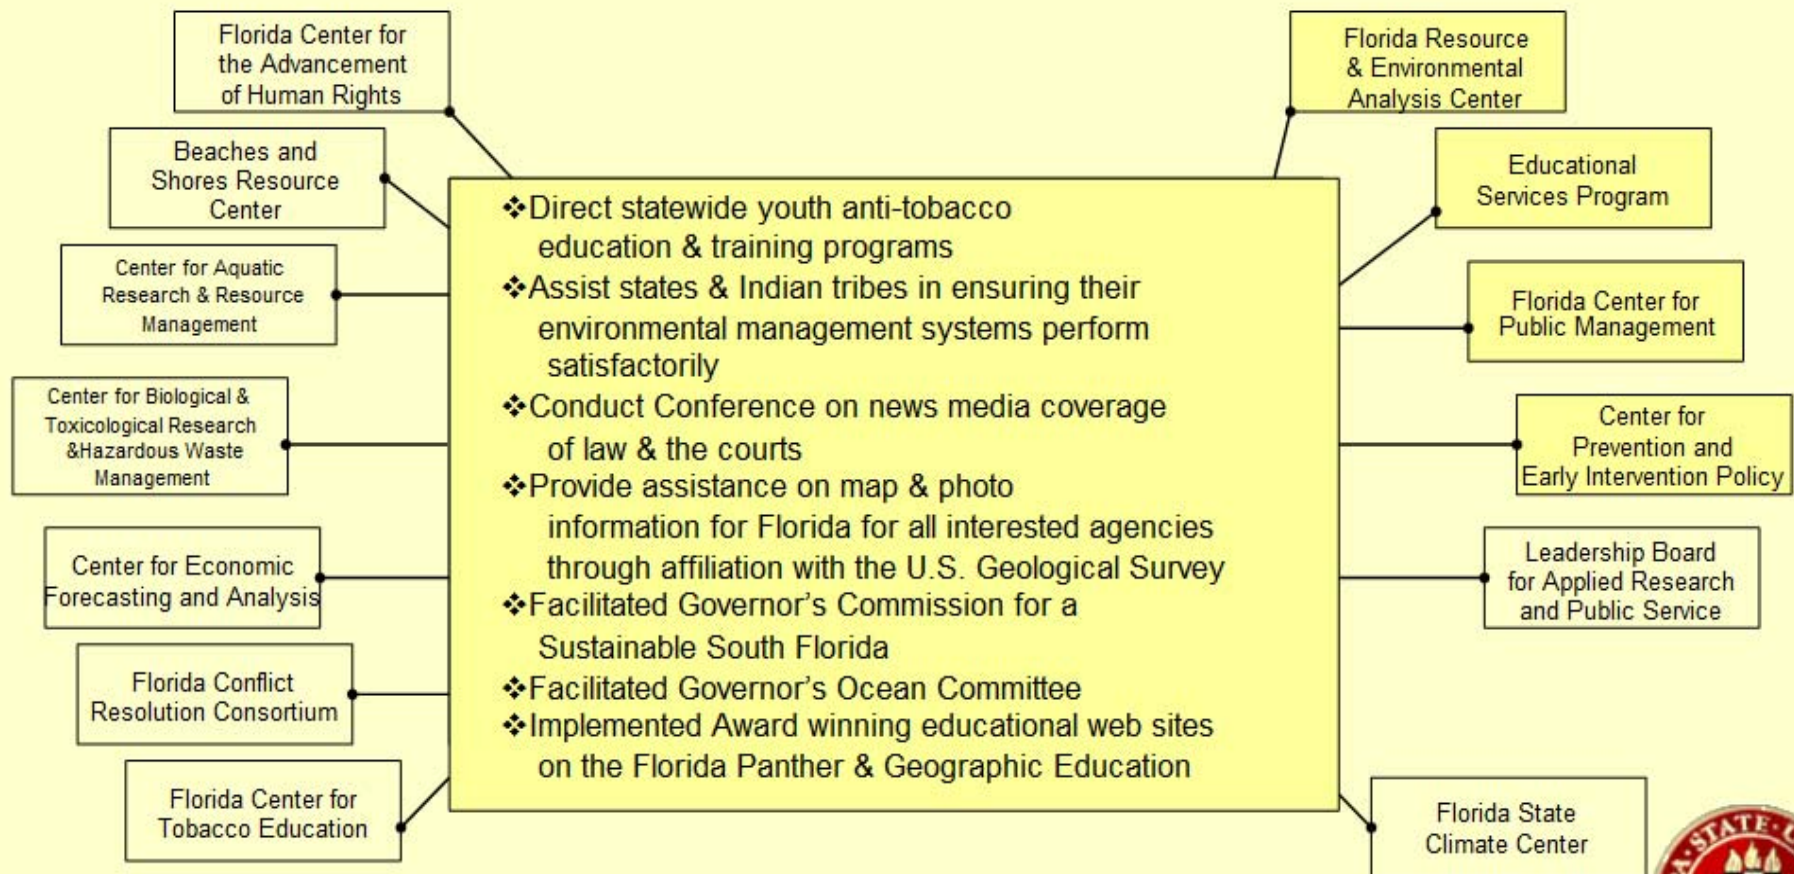 Florida Center for
the Advancement
of Human Rights
Beaches and
Shores Resource
Center
Center for Aquatic
Research & Resource
Management
Center for Biological &
Toxicological Research
&Hazardous Waste
Management
Center for Economic
Forecasting and Analysis
Florida Conflict
Resolution Consortium
Florida Center for
Tobacco Education
❖Direct statewide youth anti-tobacco
education & training programs
❖Assist states & Indian tribes in ensuring their
environmental management systems perform
satisfactorily
❖Conduct Conference on news media coverage
of law & the courts
❖Provide assistance on map & photo
information for Florida for all interested agencies
through affiliation with the U.S. Geological Survey
❖Facilitated Governor’s Commission for a
Sustainable South Florida
❖Facilitated Governor’s Ocean Committee
❖Implemented Award winning educational web sites
on the Florida Panther & Geographic Education
Florida Resource
& Environmental
Analysis Center
Educational
Services Program
Florida Center for
Public Management
Center for
Prevention and
Early Intervention Policy
Leadership Board
for Applied Research
and Public Service
Florida State
Climate Center
STATE